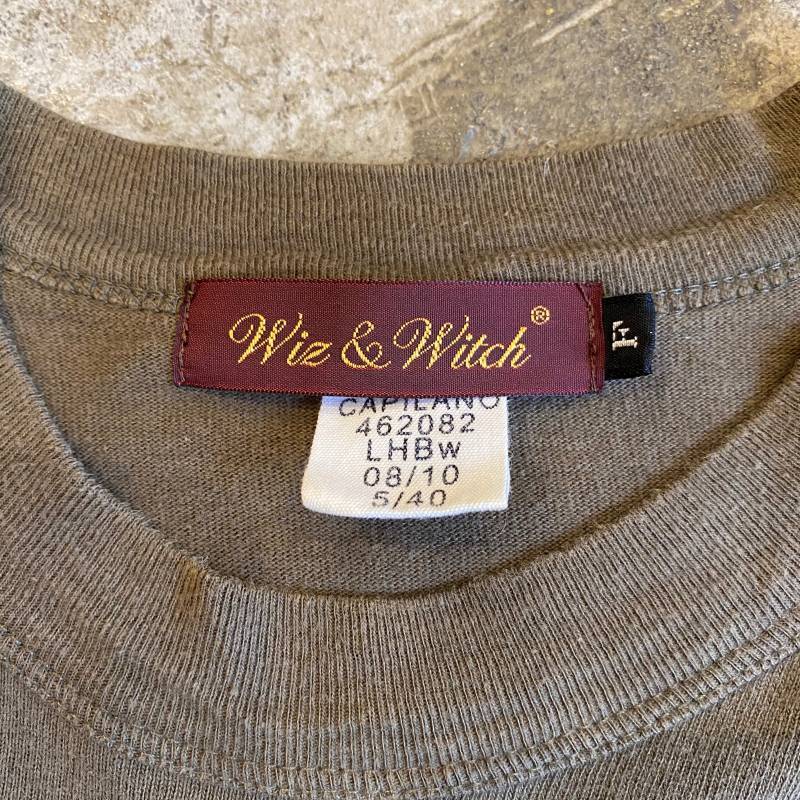 Wiz & Witch®
F
CAPILANO
462082
LHBw
08/10
5/40